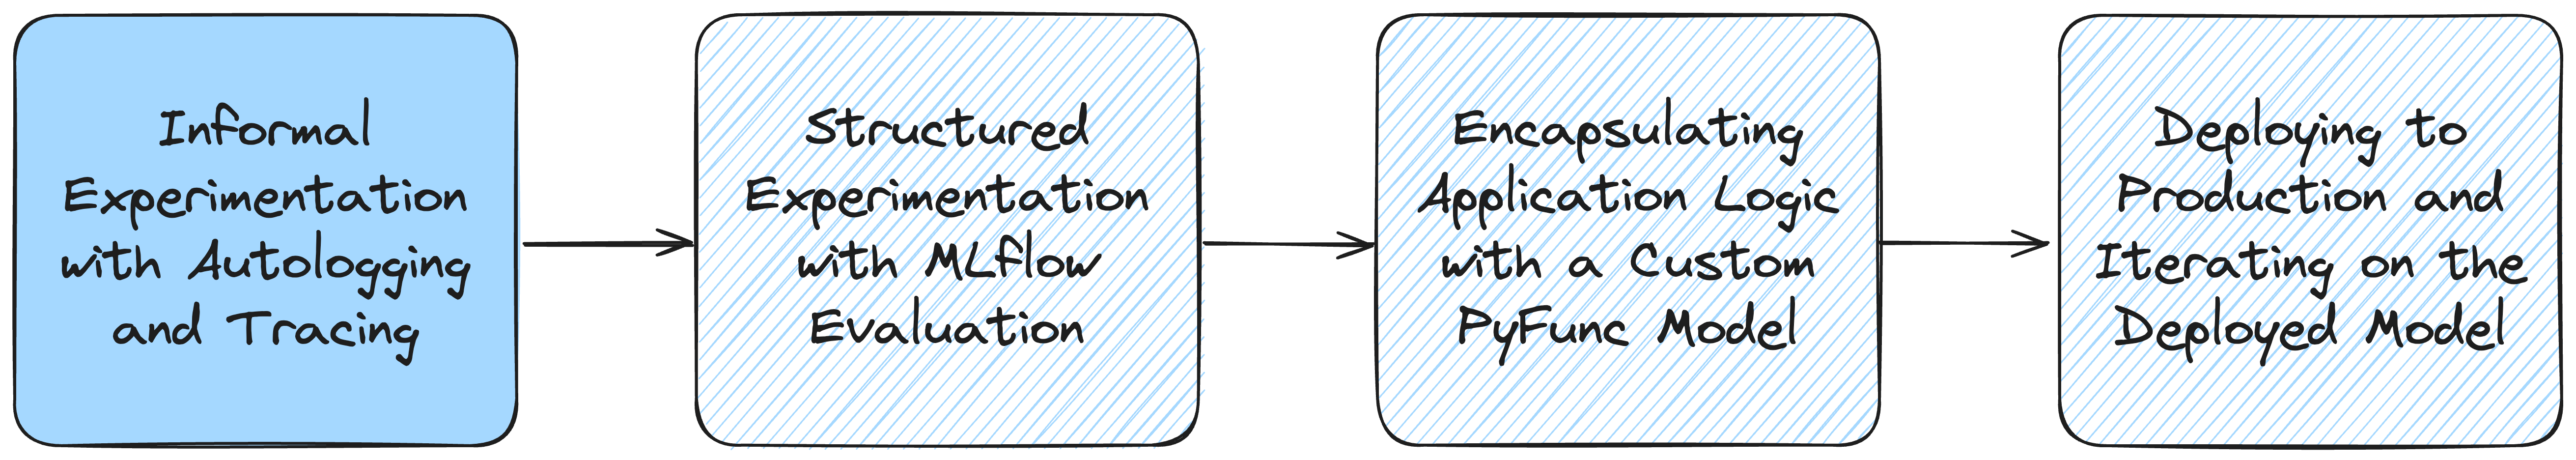 Informal
Experimentation
with Autologging
and Tracing
Structured
Experimentation
with MLflow
Evaluation
Encapsulating
Application Logic
with a Custom
PyFunc Model
Deploying to
Production and
Iterating on the
Deployed Model